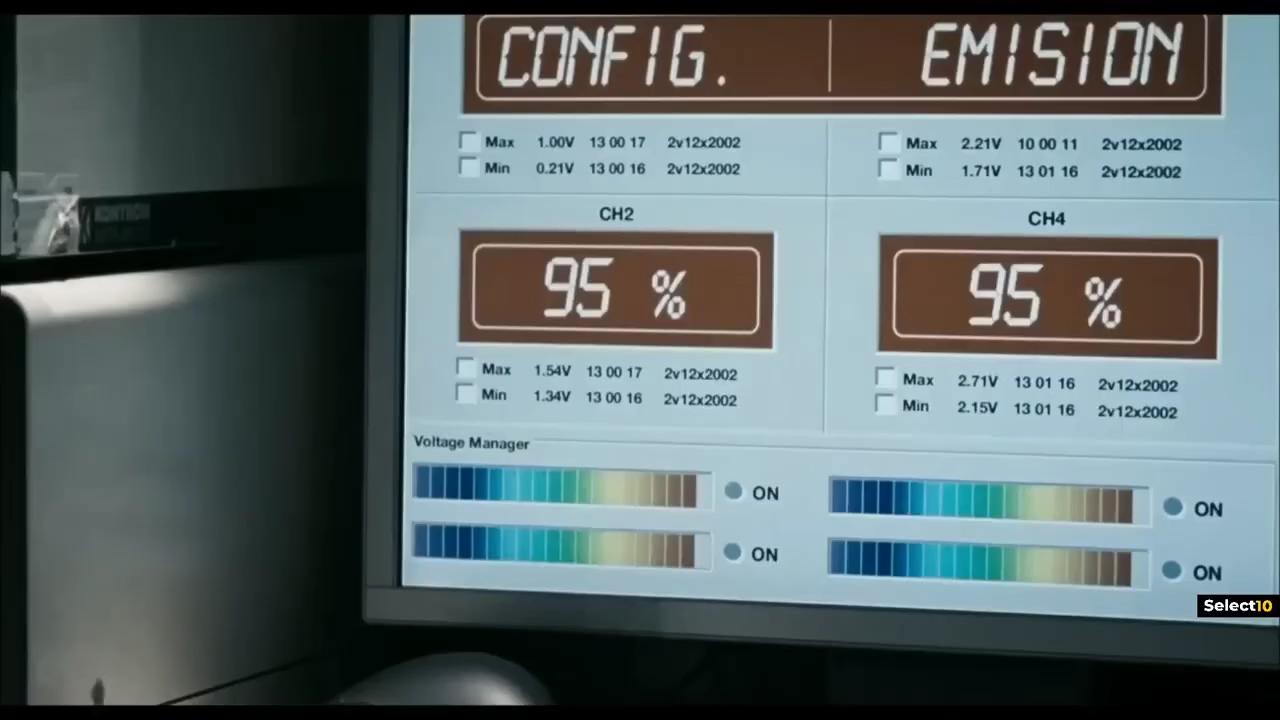 CONFIG. EMISION
Max 1.00V 13 00 17 2v12x2002
Min 0.21V 13 00 16 2v12x2002
Max 2.21V 10 00 11 2v12x2002
Min 1.71V 13 01 16 2v12x2002
CH2
95 %
Max 1.54V 13 00 17 2v12x2002
Min 1.34V 13 00 16 2v12x2002
CH4
95 %
Max 2.71V 13 01 16 2v12x2002
Min 2.15V 13 01 16 2v12x2002
Voltage Manager
ON
ON
ON
ON
Select10